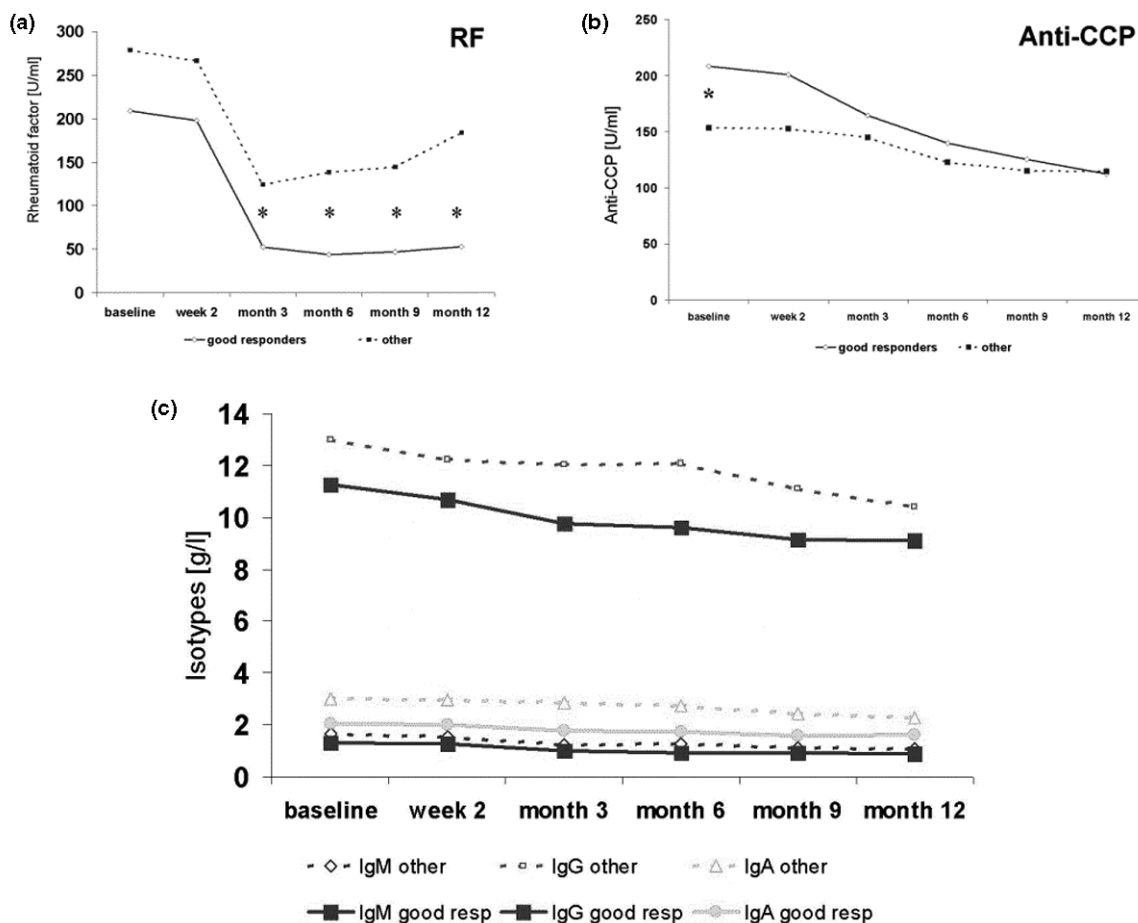 (a)
RF
Rheumatoid factor [U/ml]
300
250
200
150
100
50
0
* * * *
baseline week 2 month 3 month 6 month 9 month 12
good responders other
(b)
Anti-CCP
Anti-CCP [U/ml]
250
200
150
100
50
0
*
baseline week 2 month 3 month 6 month 9 month 12
good responders other
(c)
Isotypes [g/l]
14
12
10
8
6
4
2
0
baseline week 2 month 3 month 6 month 9 month 12
IgM other IgG other IgA other
IgM good resp IgG good resp IgA good resp